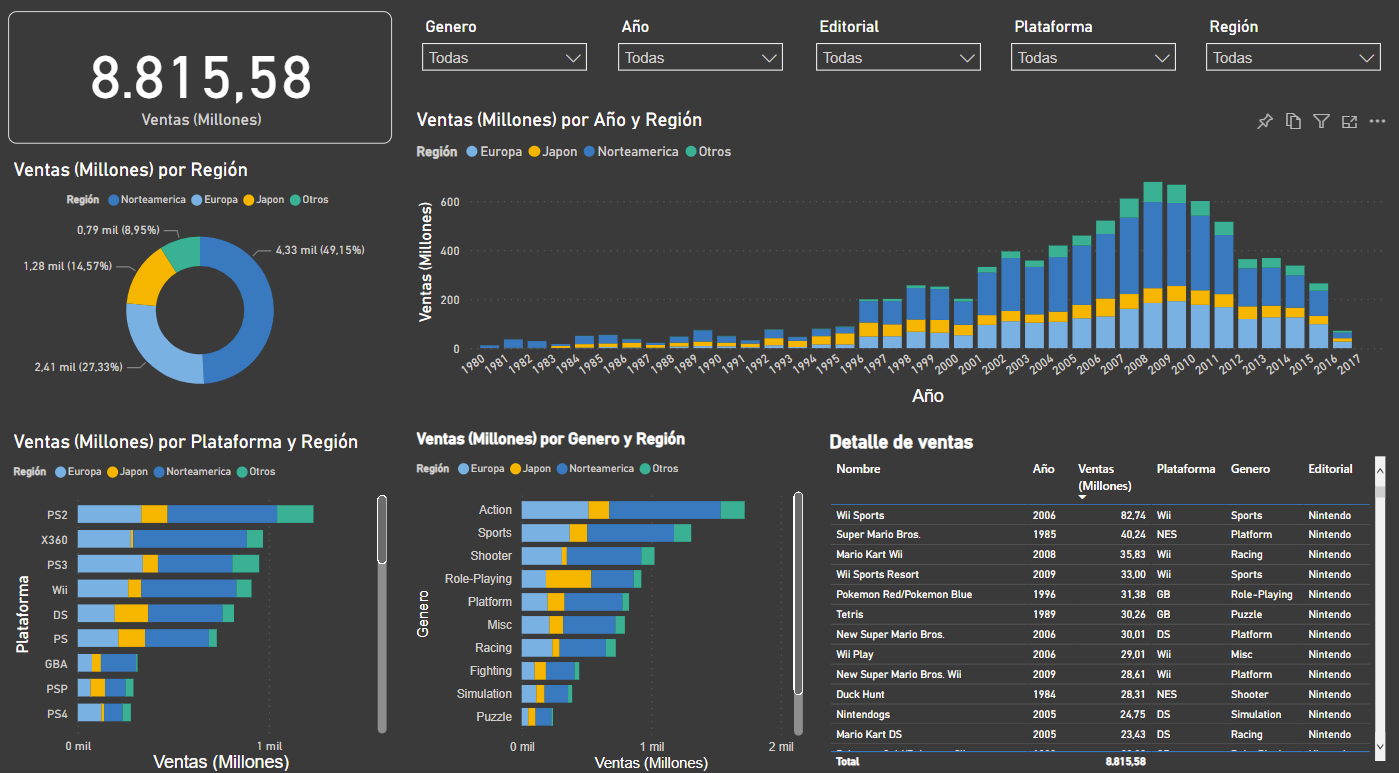 8.815,58
Ventas (Millones)
Genero
Todas
Año
Todas
Editorial
Todas
Plataforma
Todas
Región
Todas
Ventas (Millones) por Región
Región Norteamerica Europa Japon Otros
0,79 mil (8,95%)
4,33 mil (49,15%)
1,28 mil (14,57%)
2,41 mil (27,33%)
Ventas (Millones) por Año y Región
Región Europa Japon Norteamerica Otros
Ventas (Millones)
600
400
200
0
1980 1981 1982 1983 1984 1985 1986 1987 1988 1989 1990 1991 1992 1993 1994 1995 1996 1997 1998 1999 2000 2001 2002 2003 2004 2005 2006 2007 2008 2009 2010 2011 2012 2013 2014 2015 2016 2017
Año
Ventas (Millones) por Plataforma y Región
Región Europa Japon Norteamerica Otros
Plataforma
PS2
X360
PS3
Wii
DS
PS
GBA
PSP
PS4
0 mil 1 mil
Ventas (Millones)
Ventas (Millones) por Genero y Región
Región Europa Japon Norteamerica Otros
Genero
Action
Sports
Shooter
Role-Playing
Platform
Misc
Racing
Fighting
Simulation
Puzzle
0 mil 1 mil 2 mil
Ventas (Millones)
Detalle de ventas
Nombre Año Ventas (Millones) Plataforma Genero Editorial
Wii Sports 2006 82,74 Wii Sports Nintendo
Super Mario Bros. 1985 40,24 NES Platform Nintendo
Mario Kart Wii 2008 35,83 Wii Racing Nintendo
Wii Sports Resort 2009 33,00 Wii Sports Nintendo
Pokemon Red/Pokemon Blue 1996 31,38 GB Role-Playing Nintendo
Tetris 1989 30,26 GB Puzzle Nintendo
New Super Mario Bros. 2006 30,01 DS Platform Nintendo
Wii Play 2006 29,01 Wii Misc Nintendo
New Super Mario Bros. Wii 2009 28,61 Wii Platform Nintendo
Duck Hunt 1984 28,31 NES Shooter Nintendo
Nintendogs 2005 24,75 DS Simulation Nintendo
Mario Kart DS 2005 23,43 DS Racing Nintendo
Total 8.815,58